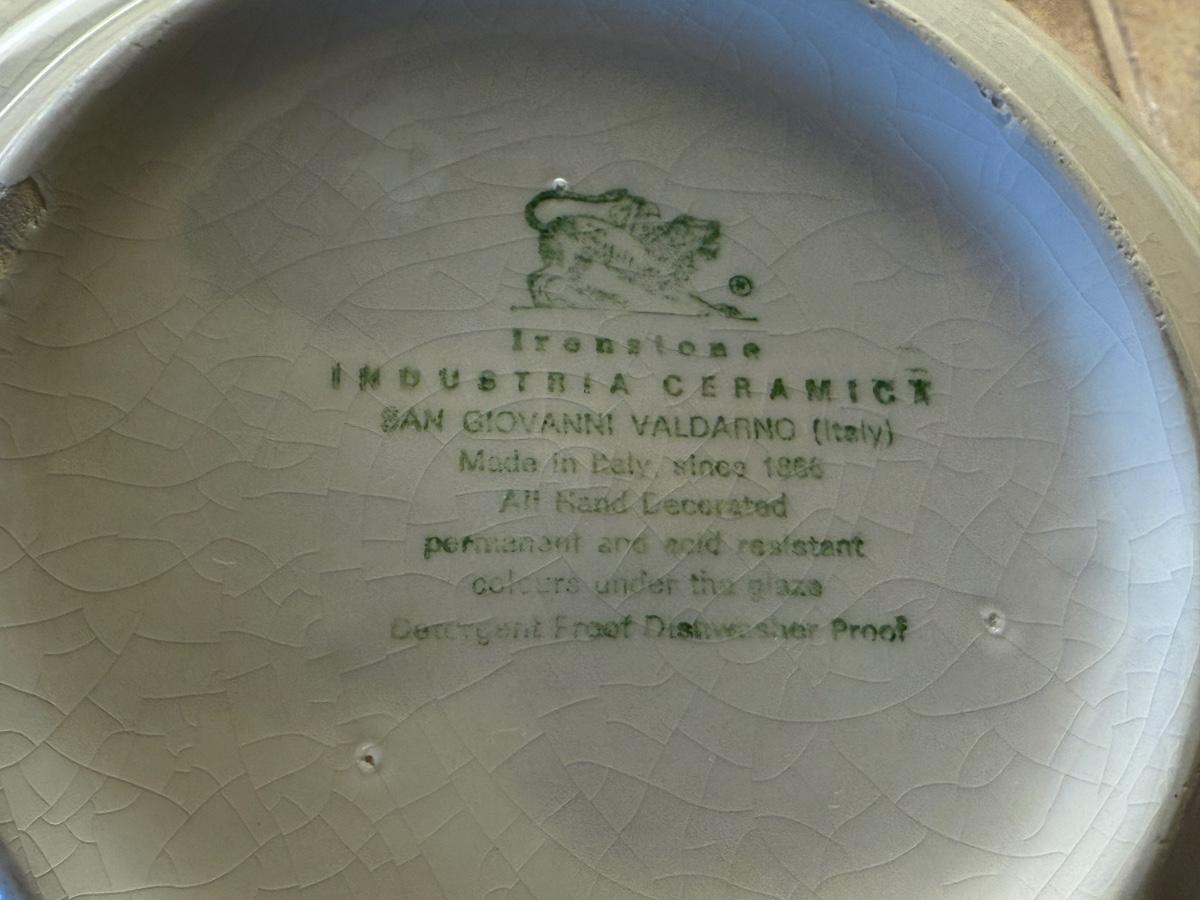 ®
Ironstone
INDUSTRIA CERAMICA
SAN GIOVANNI VALDARNO (Italy)
Made in Italy, since 1866
All Hand Decorated
permanent and acid resistant
colours under the glaze
Detergent Proof Dishwasher Proof